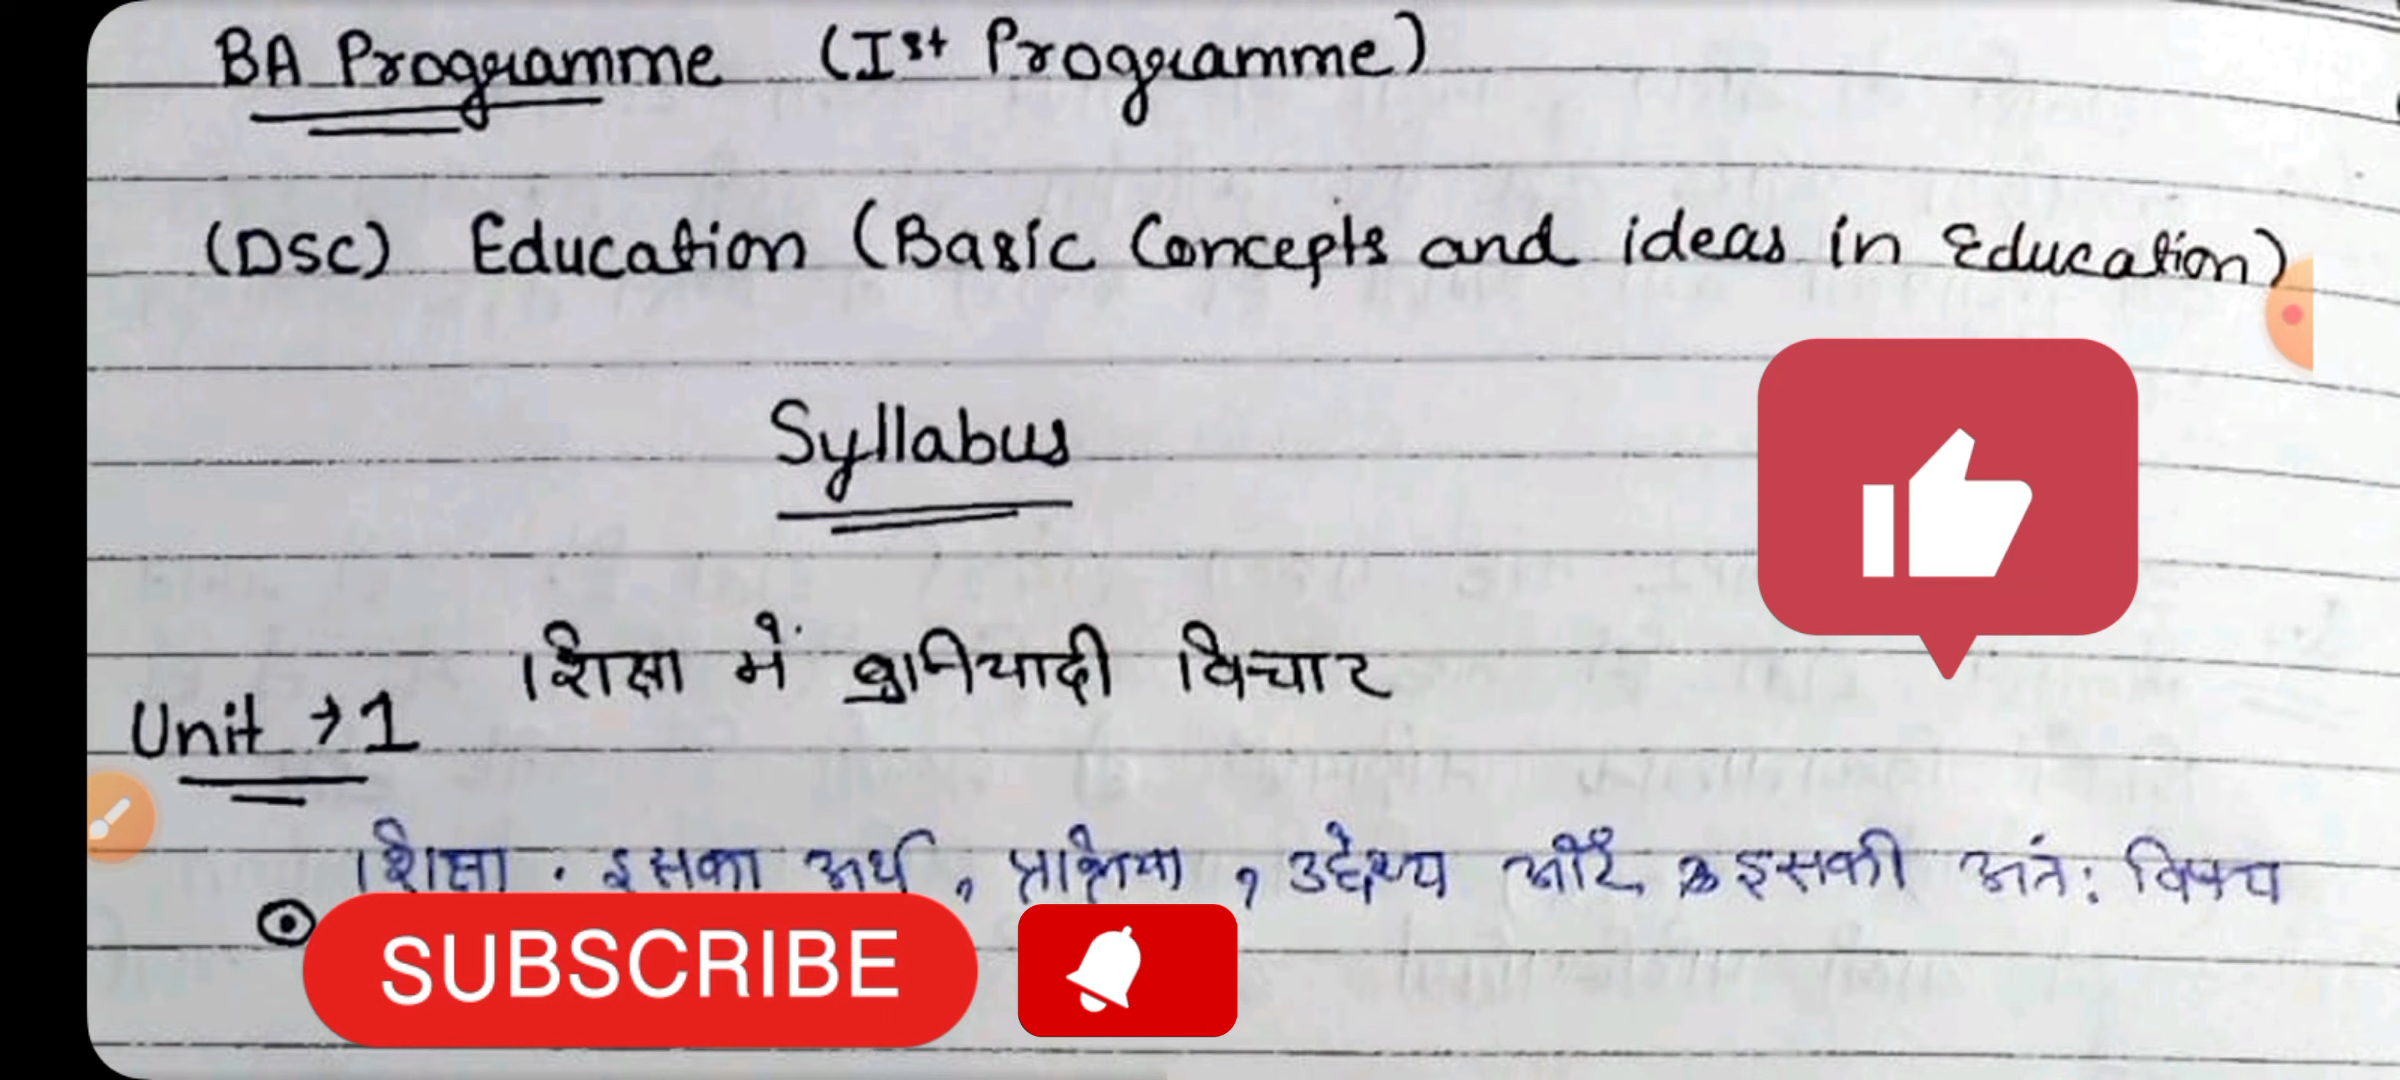 BA Programme (Ist Programme)
(DSC) Education (Basic Concepts and ideas in Education)
Syllabus
शिक्षा में बुनियादी विचार
Unit → 1
शिक्षा . इसका अर्थ , प्रक्रिया , उद्देश्य और इसकी अंत: विषय
SUBSCRIBE